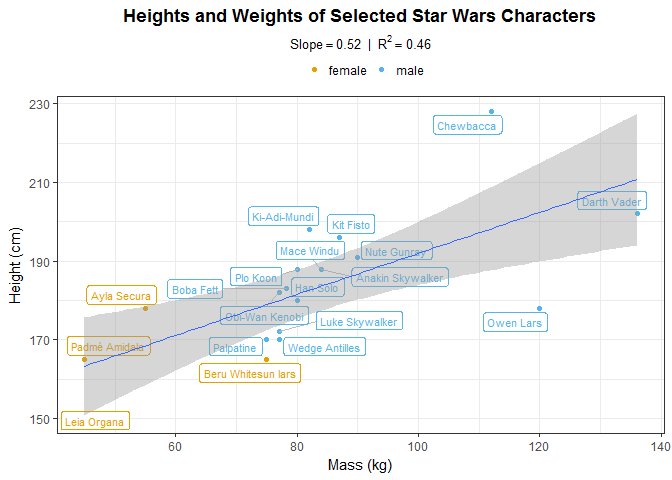 Heights and Weights of Selected Star Wars Characters
Slope = 0.52 | R2 = 0.46
female male
230
Chewbacca
210
Darth Vader
Ki-Adi-Mundi
Kit Fisto
Mace Windu
Nute Gunray
190
Plo Koon
Anakin Skywalker
Boba Fett
Han Solo
Ayla Secura
Obi-Wan Kenobi
Luke Skywalker
Owen Lars
170
Padmé Amidala
Palpatine
Wedge Antilles
Beru Whitesun lars
150
Leia Organa
Height (cm)
60 80 100 120 140
Mass (kg)